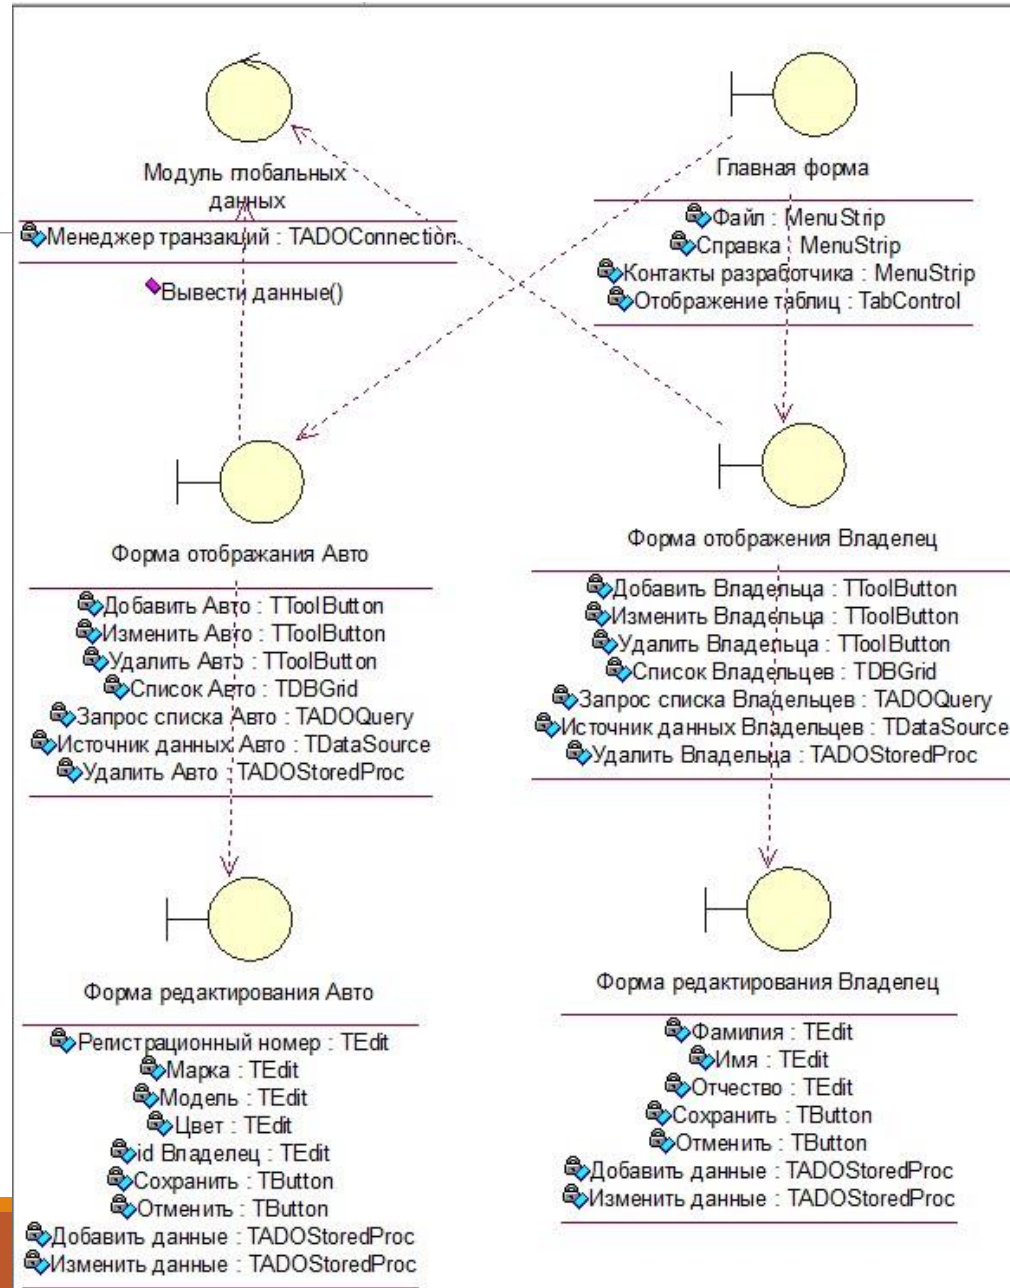 Модуль глобальных
данных
Менеджер транзакций : TADOConnection
Вывести данные()
Главная форма
Файл : MenuStrip
Справка : MenuStrip
Контакты разработчика : MenuStrip
Отображение таблиц : TabControl
Форма отображания Авто
Добавить Авто : TToolButton
Изменить Авто : TToolButton
Удалить Авто : TToolButton
Список Авто : TDBGrid
Запрос списка Авто : TADOQuery
Источник данных Авто : TDataSource
Удалить Авто : TADOStoredProc
Форма отображения Владелец
Добавить Владельца : TToolButton
Изменить Владельца : TToolButton
Удалить Владельца : TToolButton
Список Владельцев : TDBGrid
Запрос списка Владельцев : TADOQuery
Источник данных Владельцев : TDataSource
Удалить Владельца : TADOStoredProc
Форма редактирования Авто
Регистрационный номер : TEdit
Марка : TEdit
Модель : TEdit
Цвет : TEdit
id Владелец : TEdit
Сохранить : TButton
Отменить : TButton
Добавить данные : TADOStoredProc
Изменить данные : TADOStoredProc
Форма редактирования Владелец
Фамилия : TEdit
Имя : TEdit
Отчество : TEdit
Сохранить : TButton
Отменить : TButton
Добавить данные : TADOStoredProc
Изменить данные : TADOStoredProc